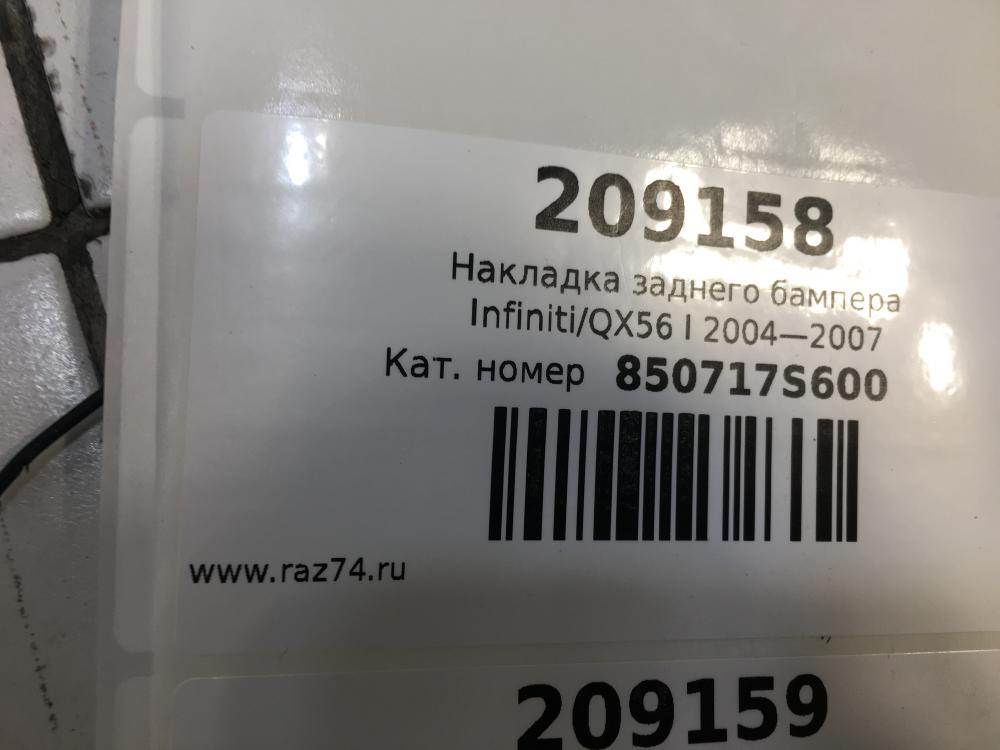 209158
Накладка заднего бампера
Infiniti/QX56 I 2004—2007
Кат. номер 850717S600
www.raz74.ru
209159